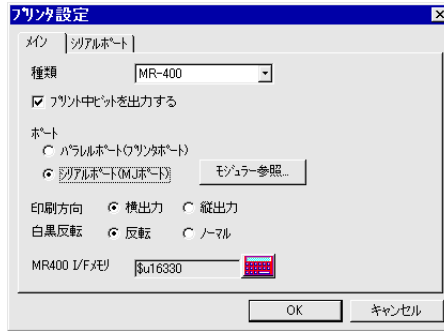 プリンタ設定
メイン シリアルポート
種類 MR-400
プリント中ビットを出力する
ポート
パラレルポート(プリンタポート)
シリアルポート(MJポート) モジュラー参照...
印刷方向 横出力 縦出力
白黒反転 反転 ノーマル
MR400 I/Fメモリ $u16330
OK キャンセル